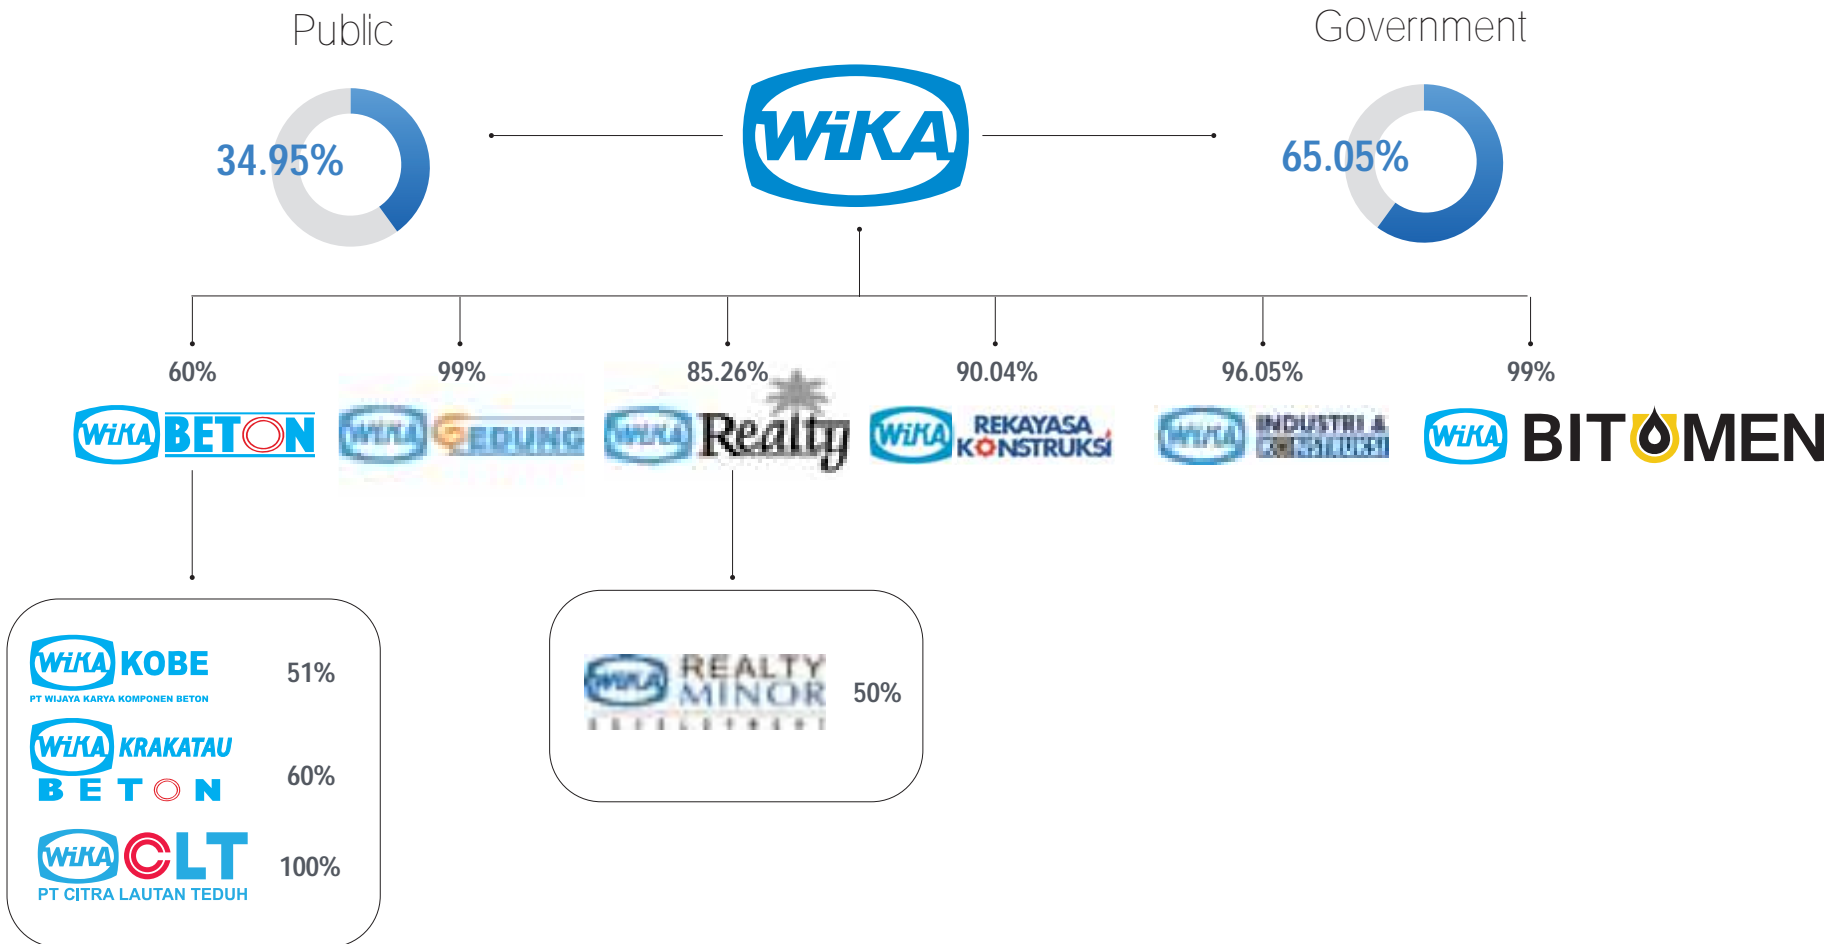 Public
Government
34.95%
WiKA
65.05%
60%
99%
85.26%
90.04%
96.05%
99%
WiKA BETON
WiKA GEDUNG
WiKA Realty
WiKA REKAYASA
KONSTRUKSI
WiKA INDUSTRI &
KONSTRUKSI
WiKA BITUMEN
WiKA KOBE
PT WIJAYA KARYA KOMPONEN BETON
51%
WiKA KRAKATAU
BETON
60%
WiKA CLT
PT CITRA LAUTAN TEDUH
100%
WiKA REALTY
MINOR
DEVELOPMENT
50%